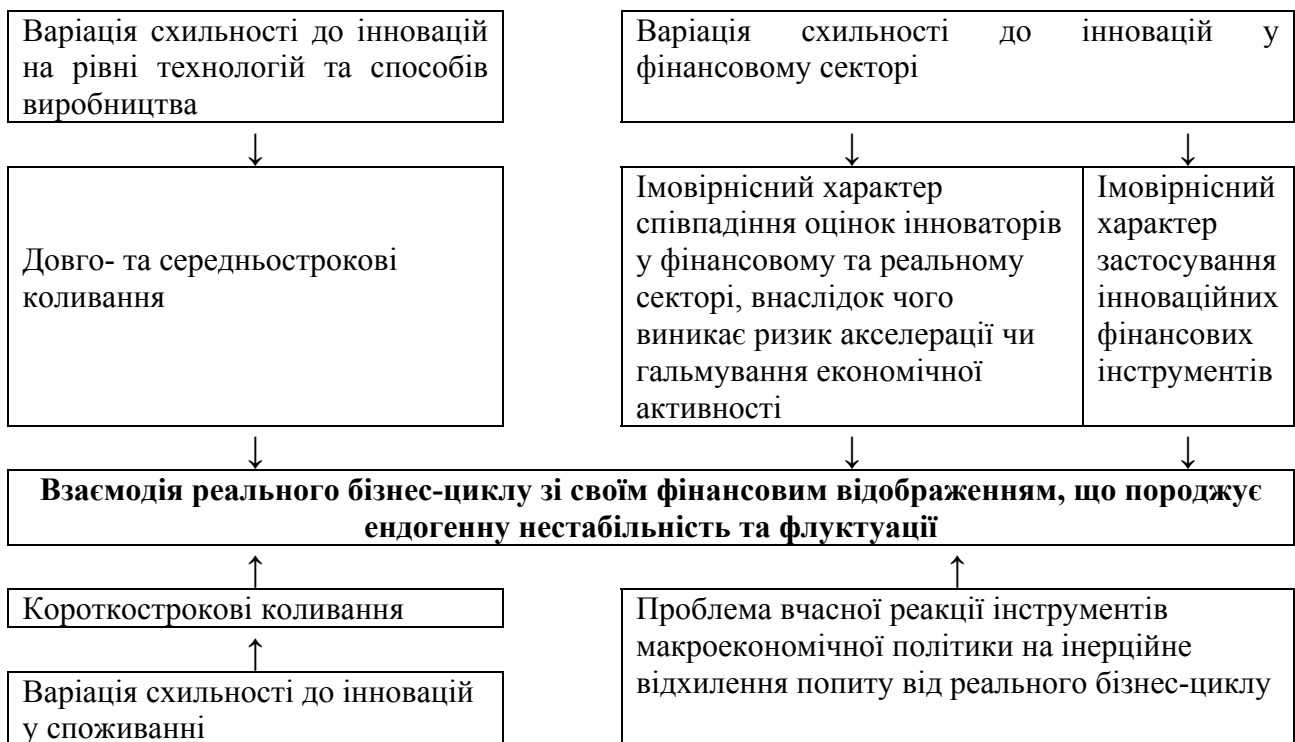 Варіація схильності до інновацій
на рівні технологій та способів
виробництва
Варіація схильності до інновацій у
фінансовому секторі
↓
↓
↓
Довго- та середньострокові
коливання
Імовірнісний характер
співпадіння оцінок інноваторів
у фінансовому та реальному
секторі, внаслідок чого
виникає ризик акселерації чи
гальмування економічної
активності
Імовірнісний
характер
застосування
інноваційних
фінансових
інструментів
↓
↓
↓
Взаємодія реального бізнес-циклу зі своїм фінансовим відображенням, що породжує
ендогенну нестабільність та флуктуації
↑
↑
Короткострокові коливання
↑
Варіація схильності до інновацій
у споживанні
Проблема вчасної реакції інструментів
макроекономічної політики на інерційне
відхилення попиту від реального бізнес-циклу